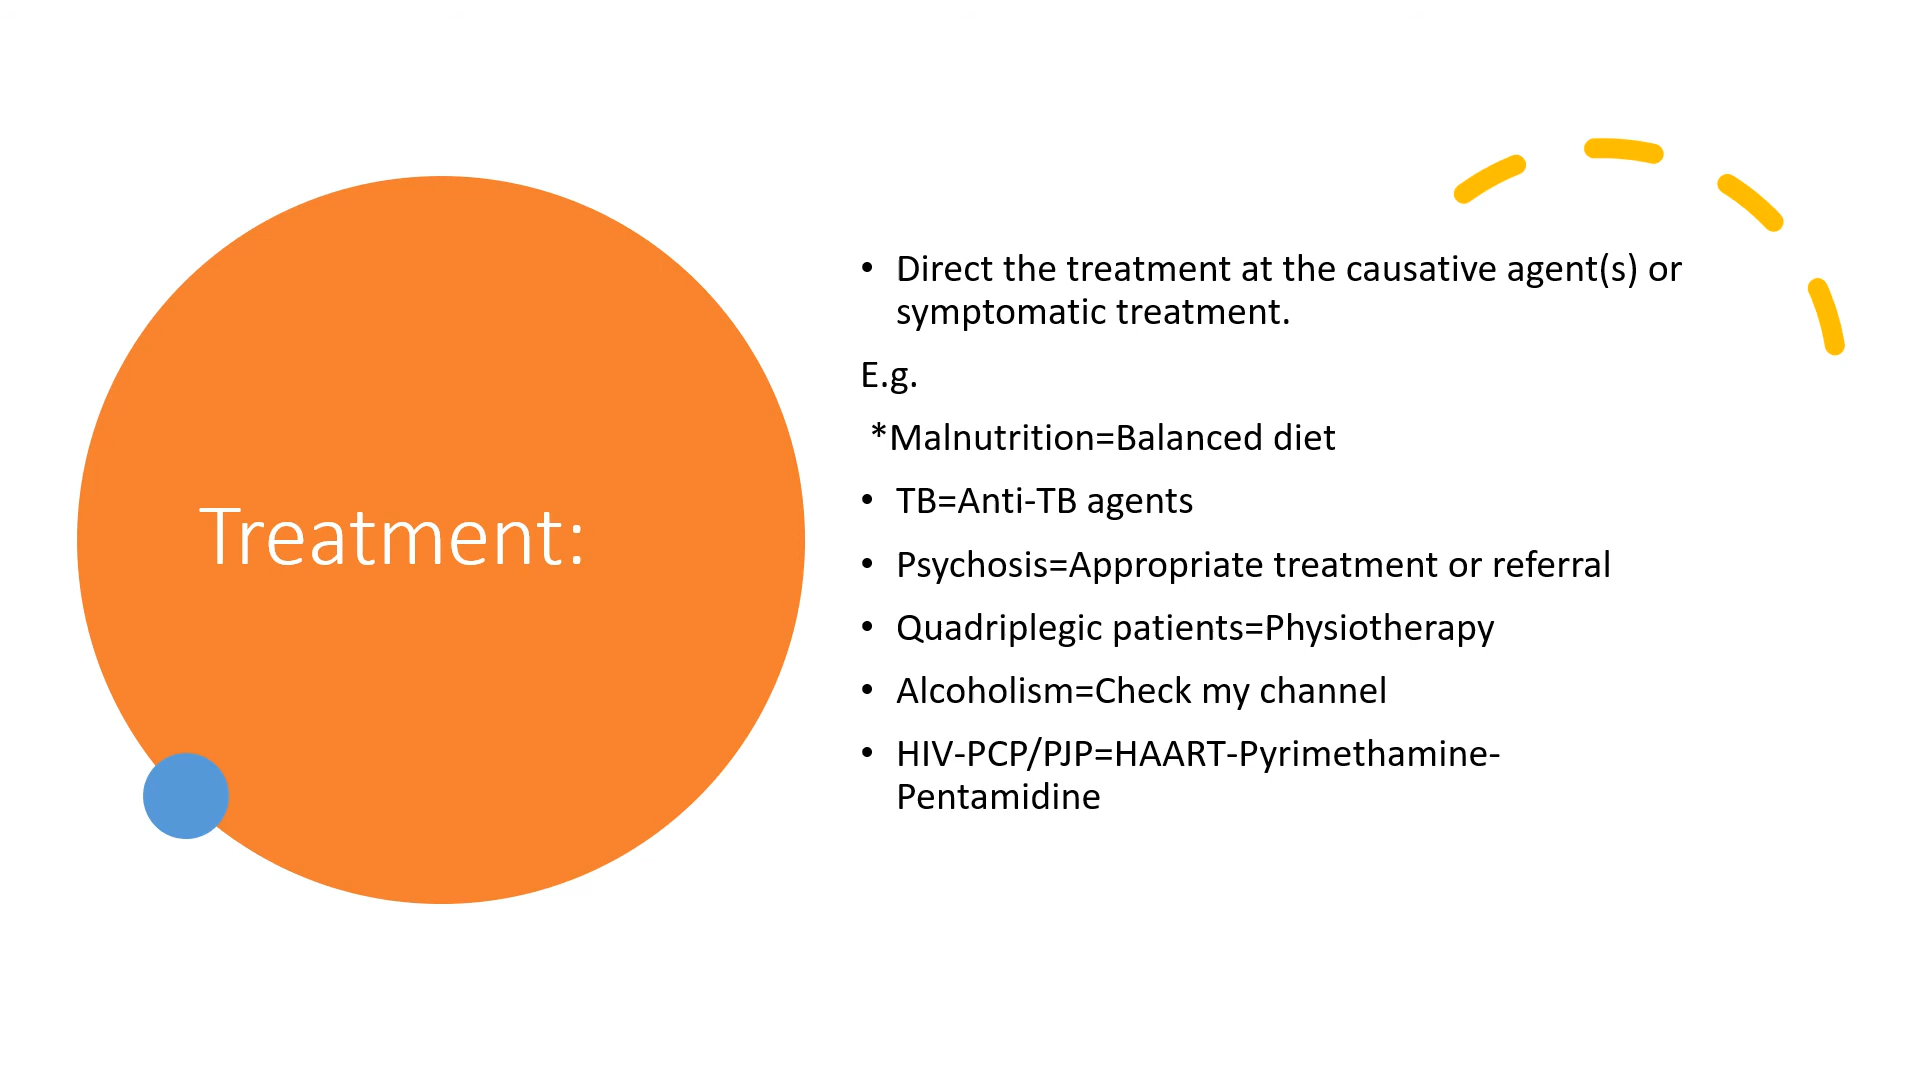 Treatment:
• Direct the treatment at the causative agent(s) or
symptomatic treatment.
E.g.
*Malnutrition=Balanced diet
• TB=Anti-TB agents
• Psychosis=Appropriate treatment or referral
• Quadriplegic patients=Physiotherapy
• Alcoholism=Check my channel
• HIV-PCP/PJP=HAART-Pyrimethamine-
Pentamidine